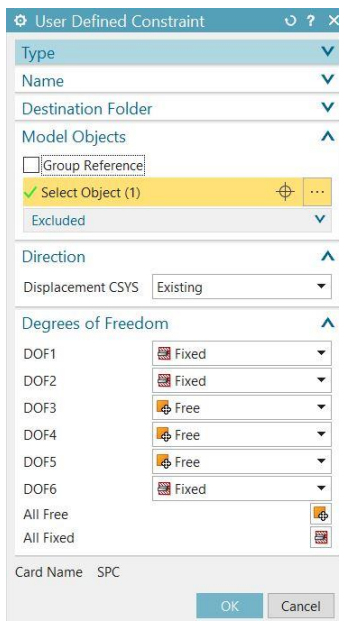 User Defined Constraint
Type
Name
Destination Folder
Model Objects
Group Reference
Select Object (1)
Excluded
Direction
Displacement CSYS Existing
Degrees of Freedom
DOF1 Fixed
DOF2 Fixed
DOF3 Free
DOF4 Free
DOF5 Free
DOF6 Fixed
All Free
All Fixed
Card Name SPC
OK Cancel